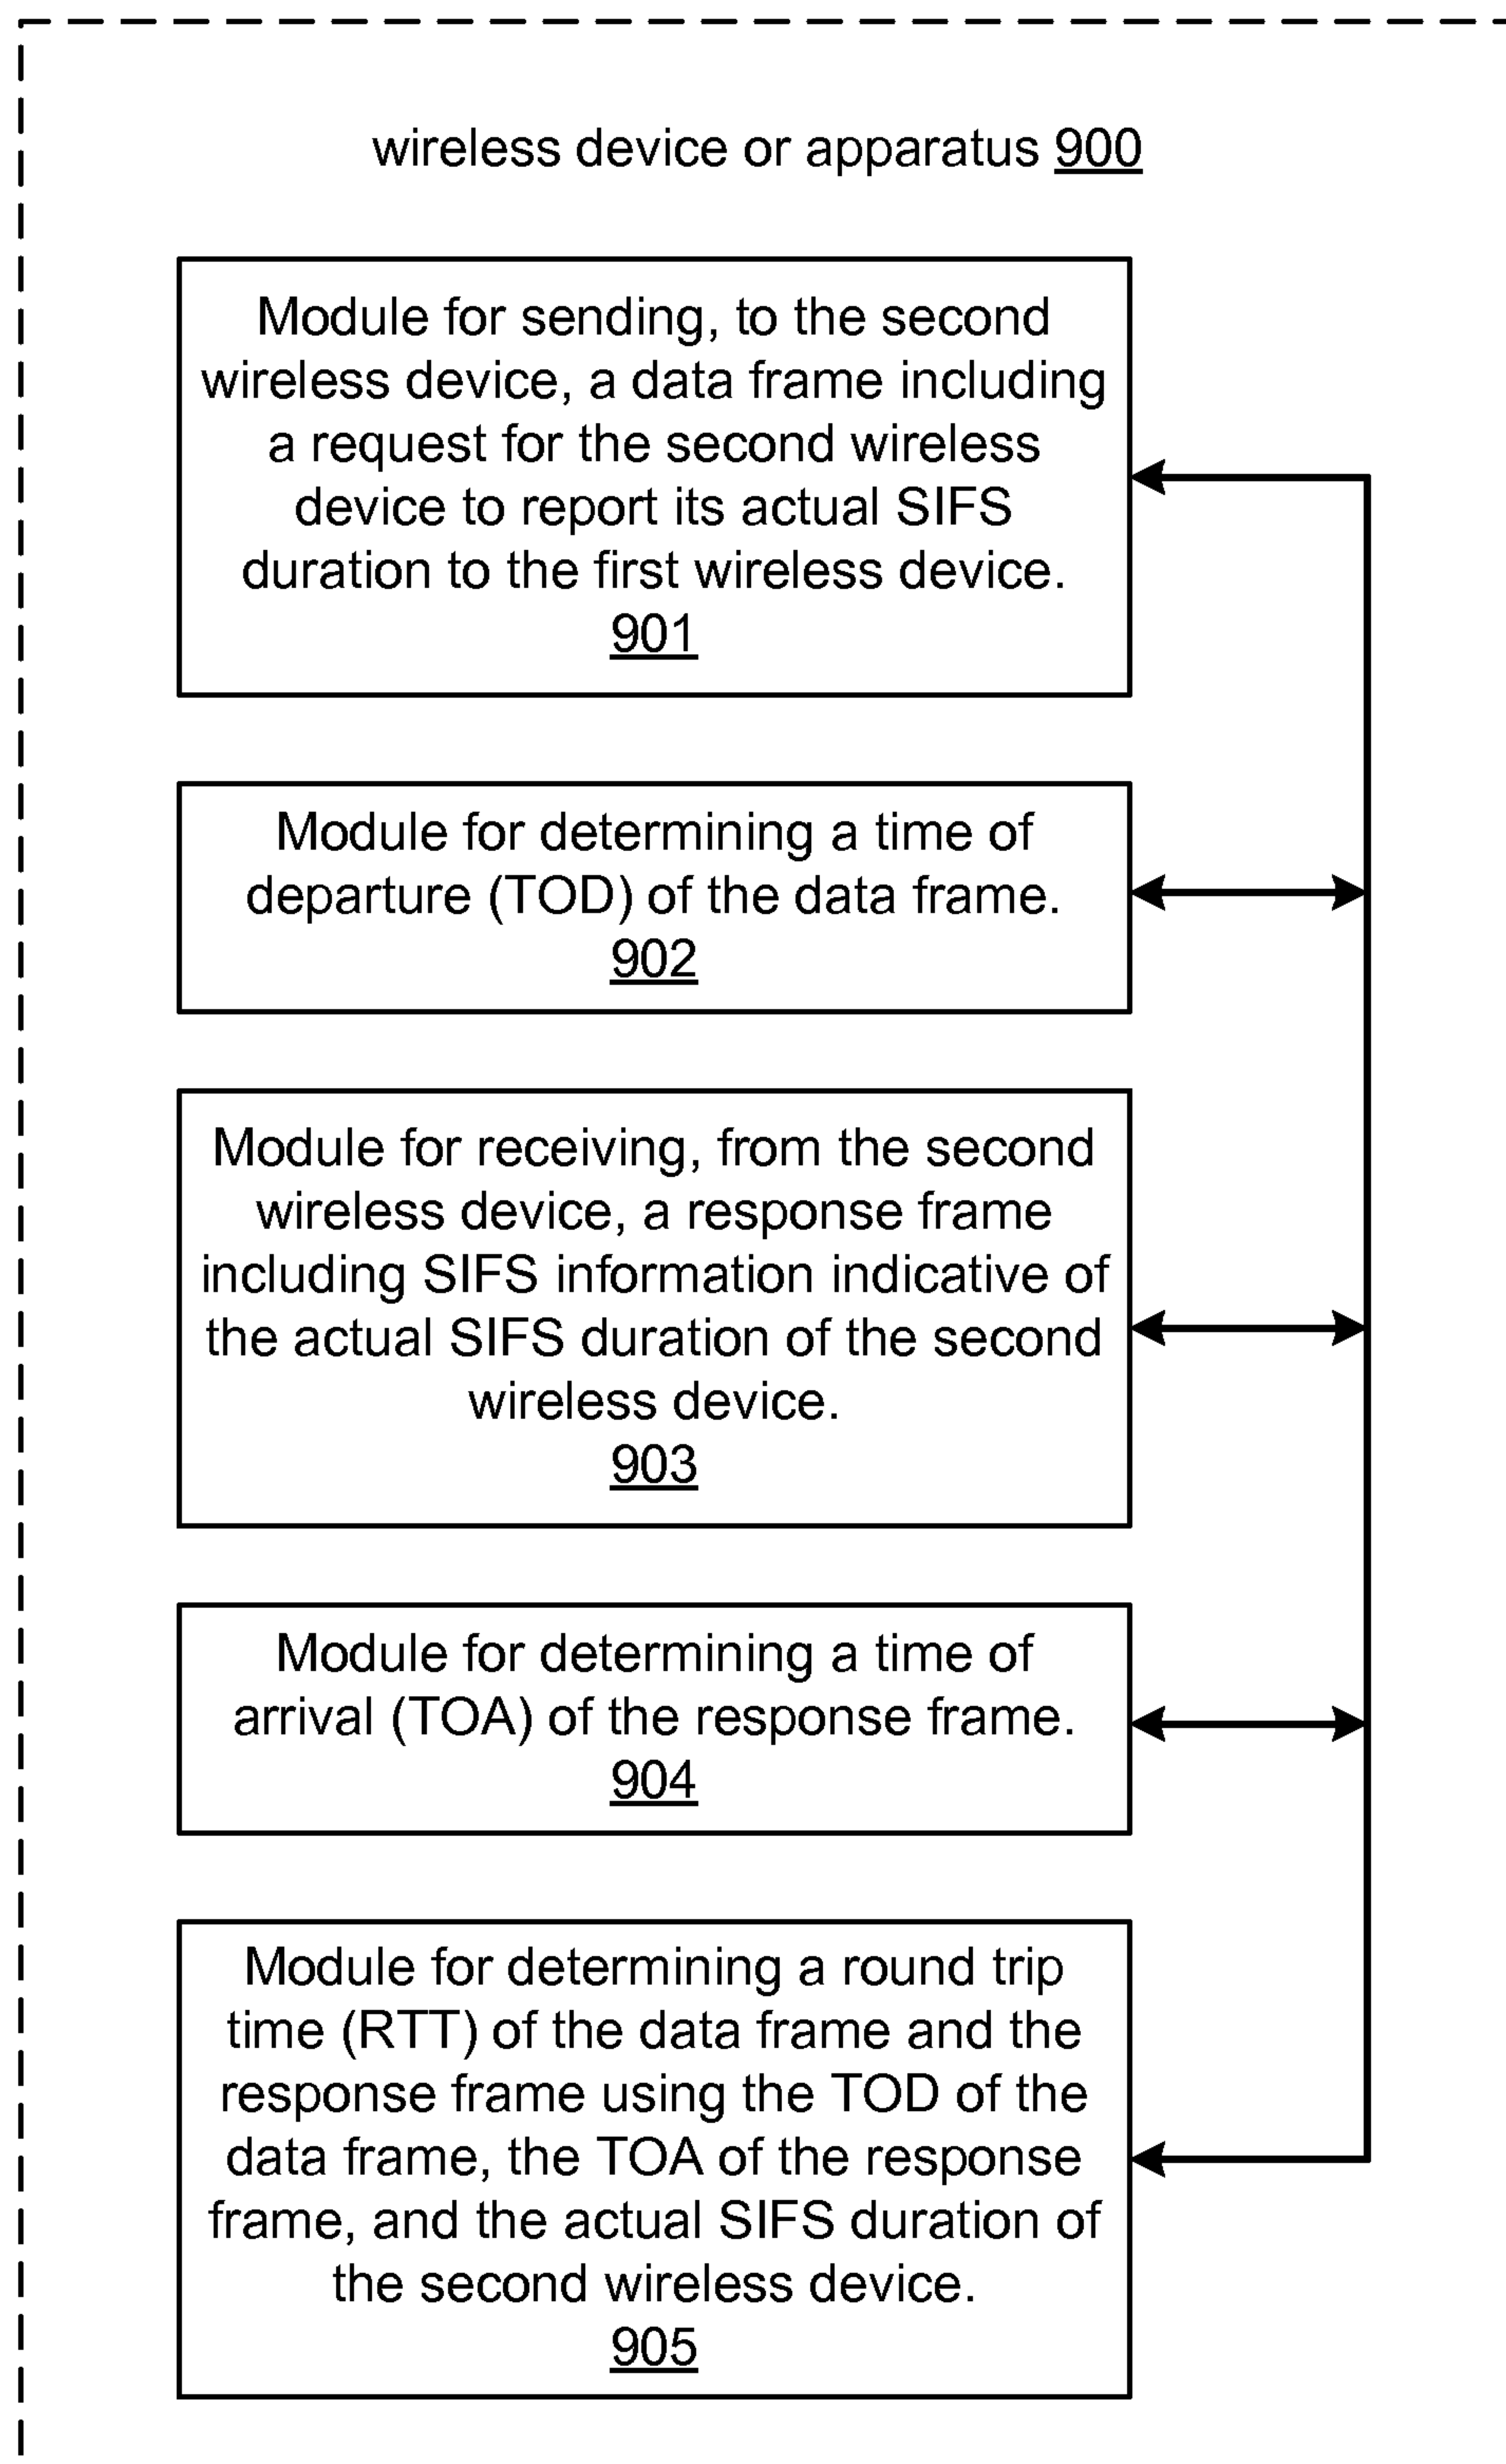 wireless device or apparatus 900
Module for sending, to the second
wireless device, a data frame including
a request for the second wireless
device to report its actual SIFS
duration to the first wireless device.
901
Module for determining a time of
departure (TOD) of the data frame.
902
Module for receiving, from the second
wireless device, a response frame
including SIFS information indicative of
the actual SIFS duration of the second
wireless device.
903
Module for determining a time of
arrival (TOA) of the response frame.
904
Module for determining a round trip
time (RTT) of the data frame and the
response frame using the TOD of the
data frame, the TOA of the response
frame, and the actual SIFS duration of
the second wireless device.
905